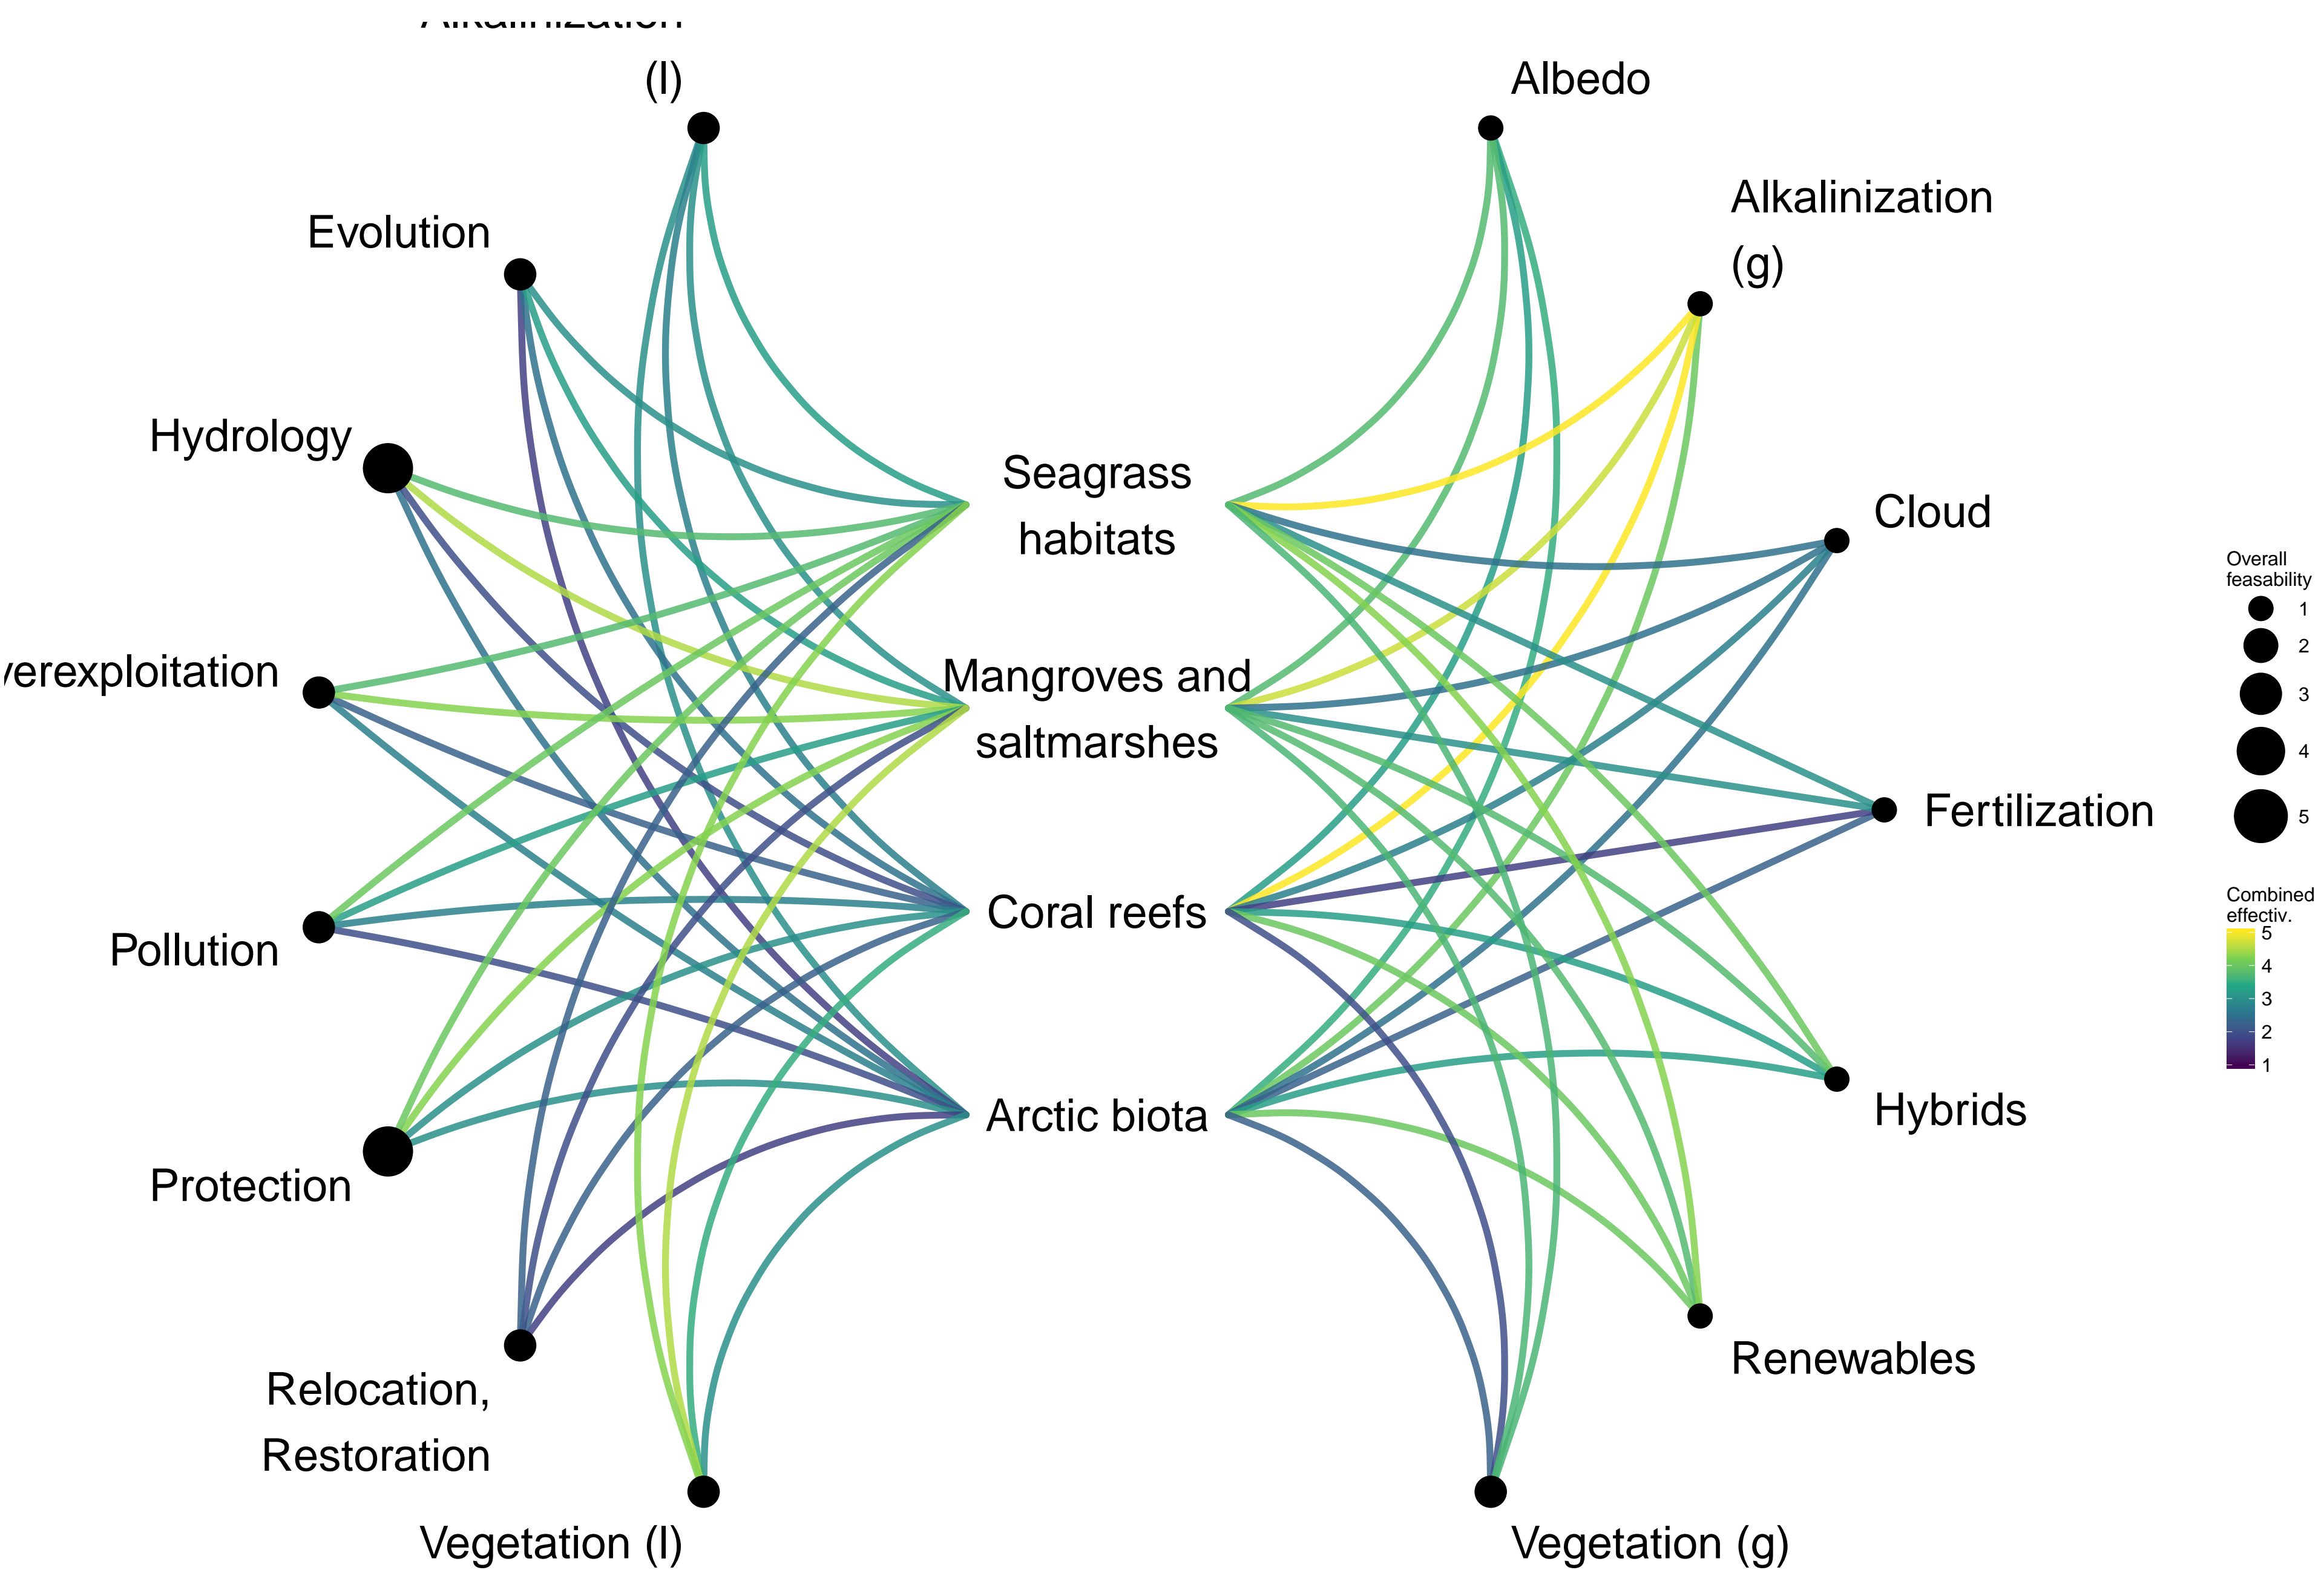 (l)
Evolution
Hydrology
verexploitation
Pollution
Protection
Relocation,
Restoration
Vegetation (l)
Seagrass
habitats
Mangroves and
saltmarshes
Coral reefs
Arctic biota
Albedo
Alkalinization
(g)
Cloud
Fertilization
Hybrids
Renewables
Vegetation (g)
Overall
feasability
1
2
3
4
5
Combined
effectiv.
5
4
3
2
1